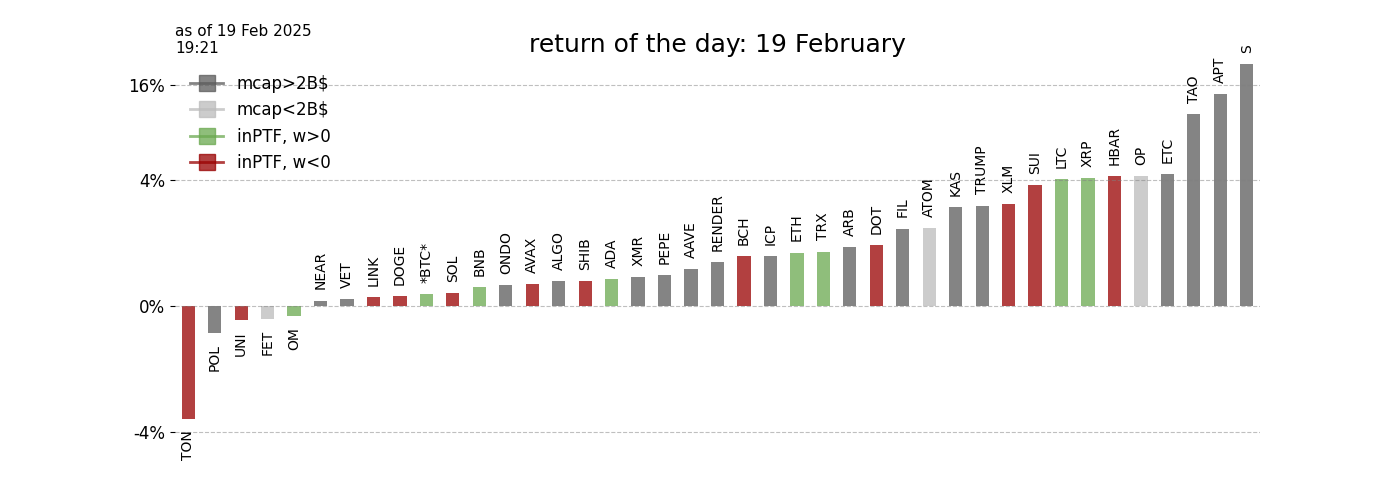 as of 19 Feb 2025
19:21
return of the day: 19 February
mcap>2B$
mcap<2B$
inPTF, w>0
inPTF, w<0
16%
4%
0%
-4%
TON
POL
UNI
FET
OM
NEAR
VET
LINK
DOGE
*BTC*
SOL
BNB
ONDO
AVAX
ALGO
SHIB
ADA
XMR
PEPE
AAVE
RENDER
BCH
ICP
ETH
TRX
ARB
DOT
FIL
ATOM
KAS
TRUMP
XLM
SUI
LTC
XRP
HBAR
OP
ETC
TAO
APT
S